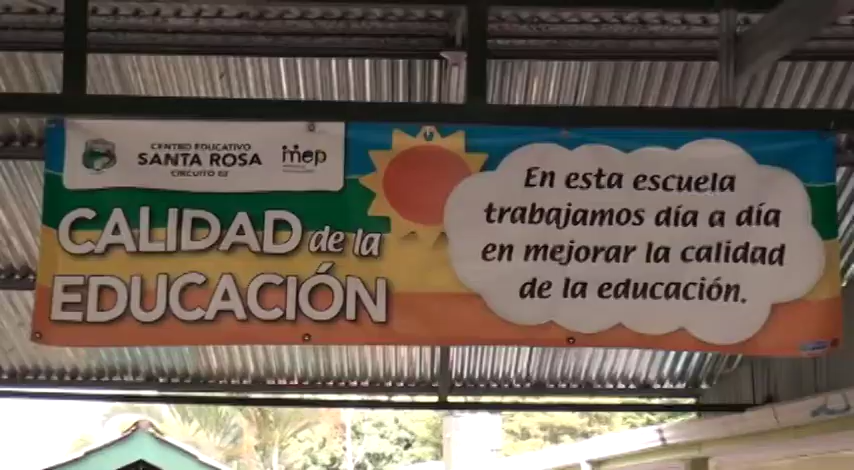 CENTRO EDUCATIVO
SANTA ROSA
CIRCUITO 02
mep
CALIDAD de la
EDUCACIÓN
En esta escuela
trabajamos día a día
en mejorar la calidad
de la educación.